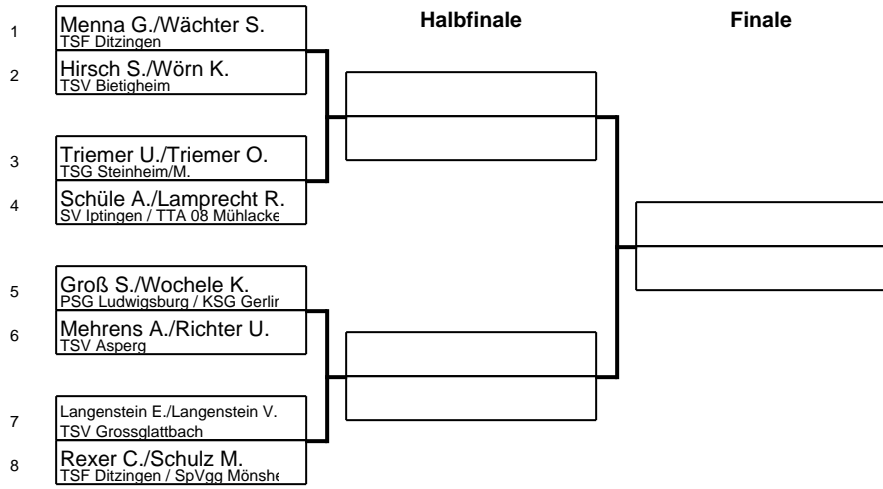 Halbfinale
Finale
1
Menna G./Wächter S.
TSF Ditzingen
2
Hirsch S./Wörn K.
TSV Bietigheim
3
Triemer U./Triemer O.
TSG Steinheim/M.
4
Schüle A./Lamprecht R.
SV Iptingen / TTA 08 Mühlacke
5
Groß S./Wochele K.
PSG Ludwigsburg / KSG Gerlin
6
Mehrens A./Richter U.
TSV Asperg
7
Langenstein E./Langenstein V.
TSV Grossglattbach
8
Rexer C./Schulz M.
TSF Ditzingen / SpVgg Mönshe